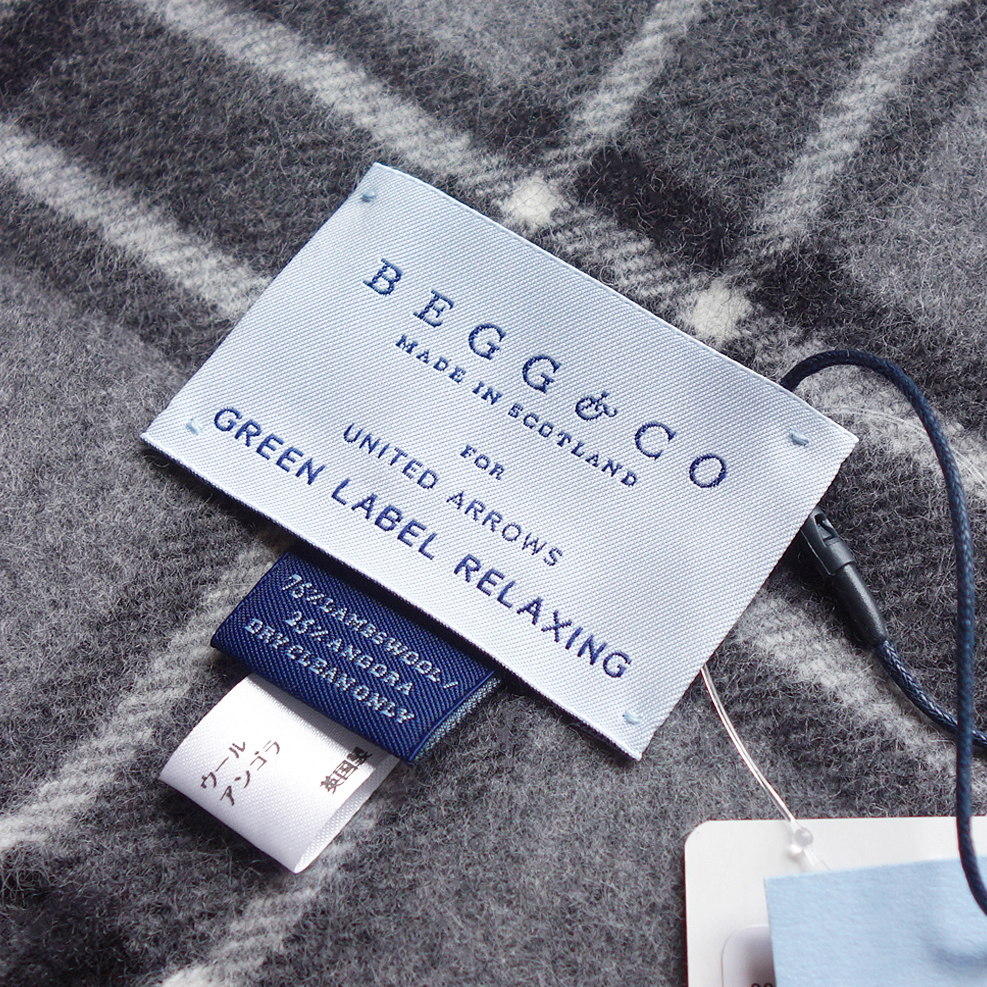 BEGG & CO
MADE IN SCOTLAND
FOR
UNITED ARROWS
GREEN LABEL RELAXING
75%LAMBSWOOL/
25%ANGORA
DRY CLEAN ONLY
ウール
アンゴラ
英国製